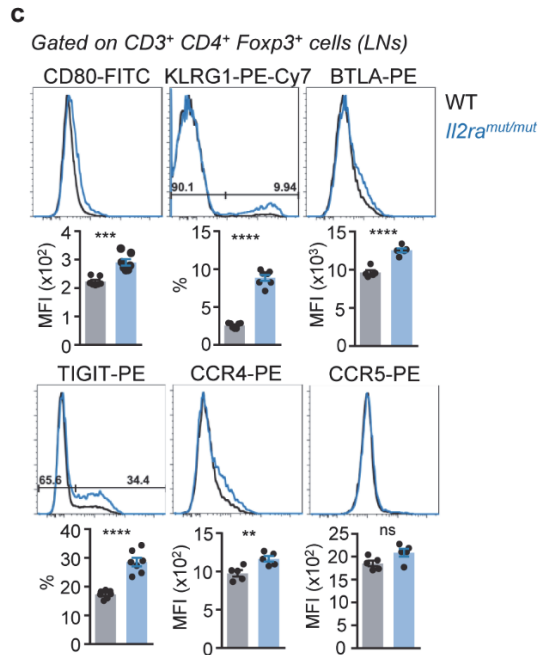 c
Gated on CD3⁺ CD4⁺ Foxp3⁺ cells (LNs)
CD80-FITC KLRG1-PE-Cy7 BTLA-PE
WT
Il2raᵐᵘᵗ/ᵐᵘᵗ
90.1 9.94
*** **** ****
MFI (x10²) 4 3 2 1 0
% 15 10 5 0
MFI (x10³) 15 10 5 0
TIGIT-PE CCR4-PE CCR5-PE
65.6 34.4
**** ** ns
% 40 30 20 10 0
MFI (x10²) 15 10 5 0
MFI (x10²) 25 20 15 10 5 0